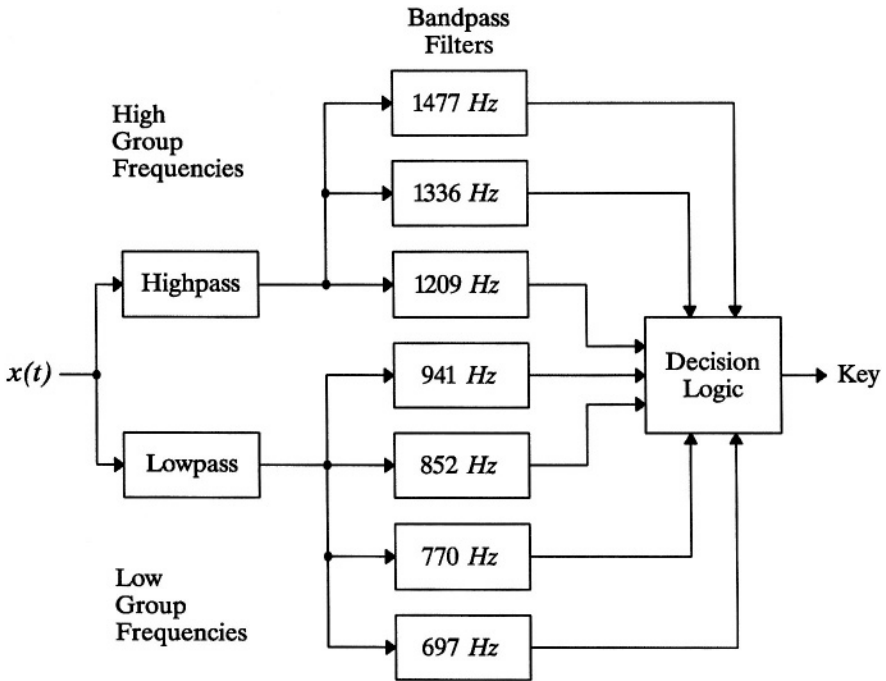 Bandpass
Filters
High
Group
Frequencies
1477 Hz
1336 Hz
Highpass
1209 Hz
x(t)
941 Hz
Decision
Logic
Key
Lowpass
852 Hz
770 Hz
Low
Group
Frequencies
697 Hz